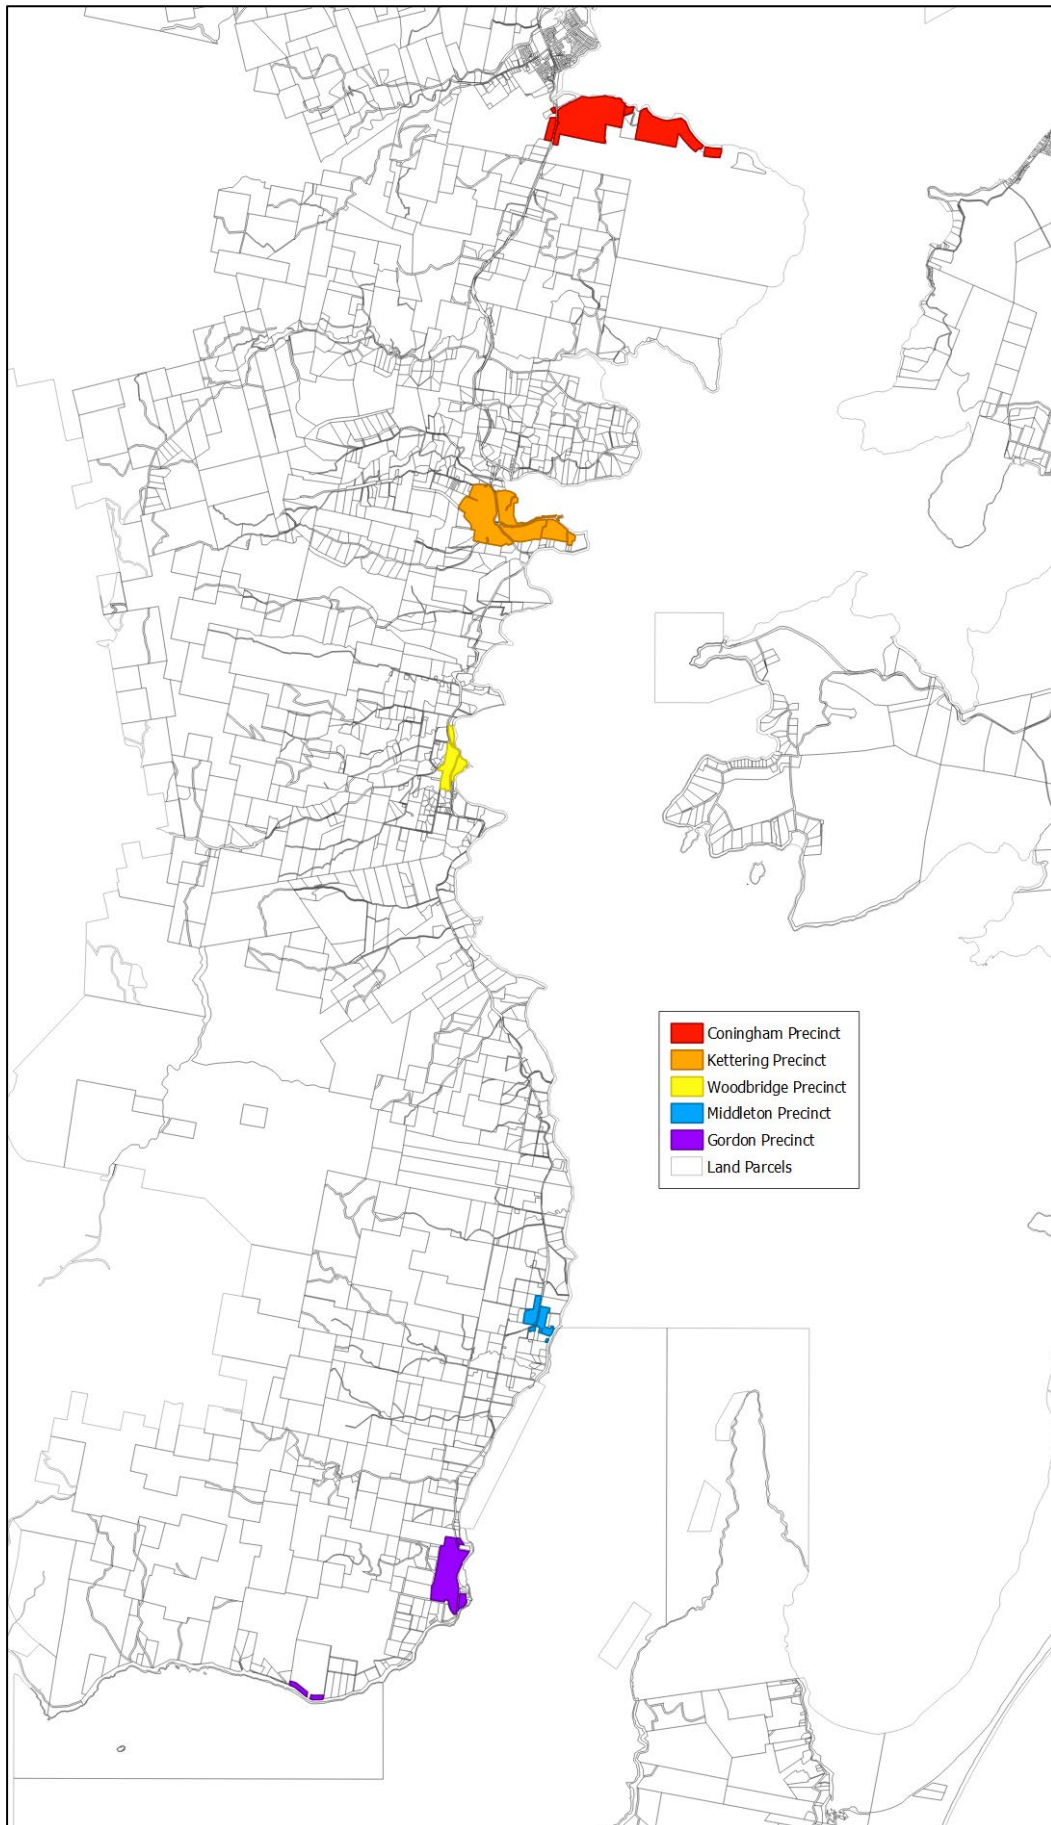 Coningham Precinct
Kettering Precinct
Woodbridge Precinct
Middleton Precinct
Gordon Precinct
Land Parcels